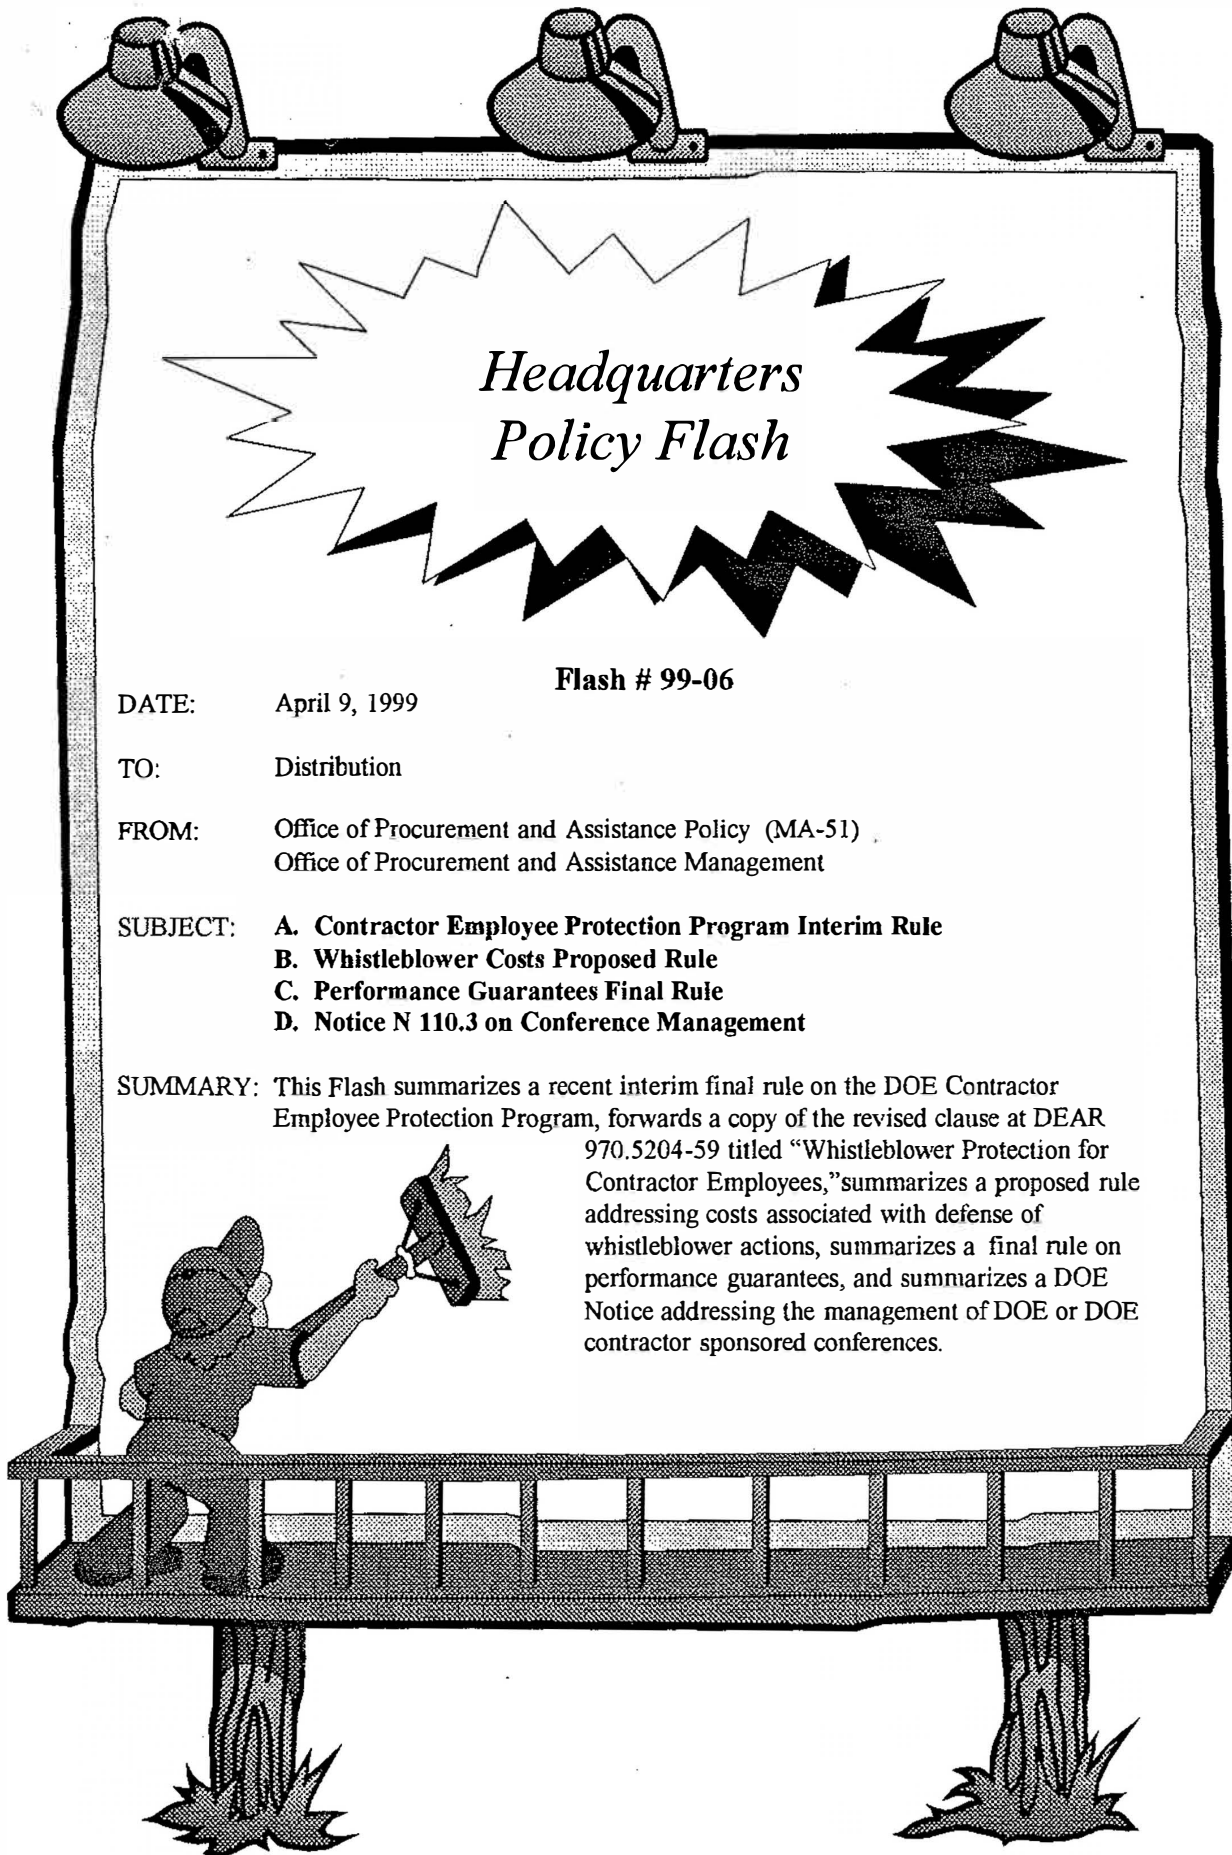 Headquarters
Policy Flash
Flash # 99-06
DATE: April 9, 1999
TO: Distribution
FROM: Office of Procurement and Assistance Policy (MA-51)
Office of Procurement and Assistance Management
SUBJECT: A. Contractor Employee Protection Program Interim Rule
B. Whistleblower Costs Proposed Rule
C. Performance Guarantees Final Rule
D. Notice N 110.3 on Conference Management
SUMMARY: This Flash summarizes a recent interim final rule on the DOE Contractor
Employee Protection Program, forwards a copy of the revised clause at DEAR
970.5204-59 titled “Whistleblower Protection for
Contractor Employees,”summarizes a proposed rule
addressing costs associated with defense of
whistleblower actions, summarizes a final rule on
performance guarantees, and summarizes a DOE
Notice addressing the management of DOE or DOE
contractor sponsored conferences.